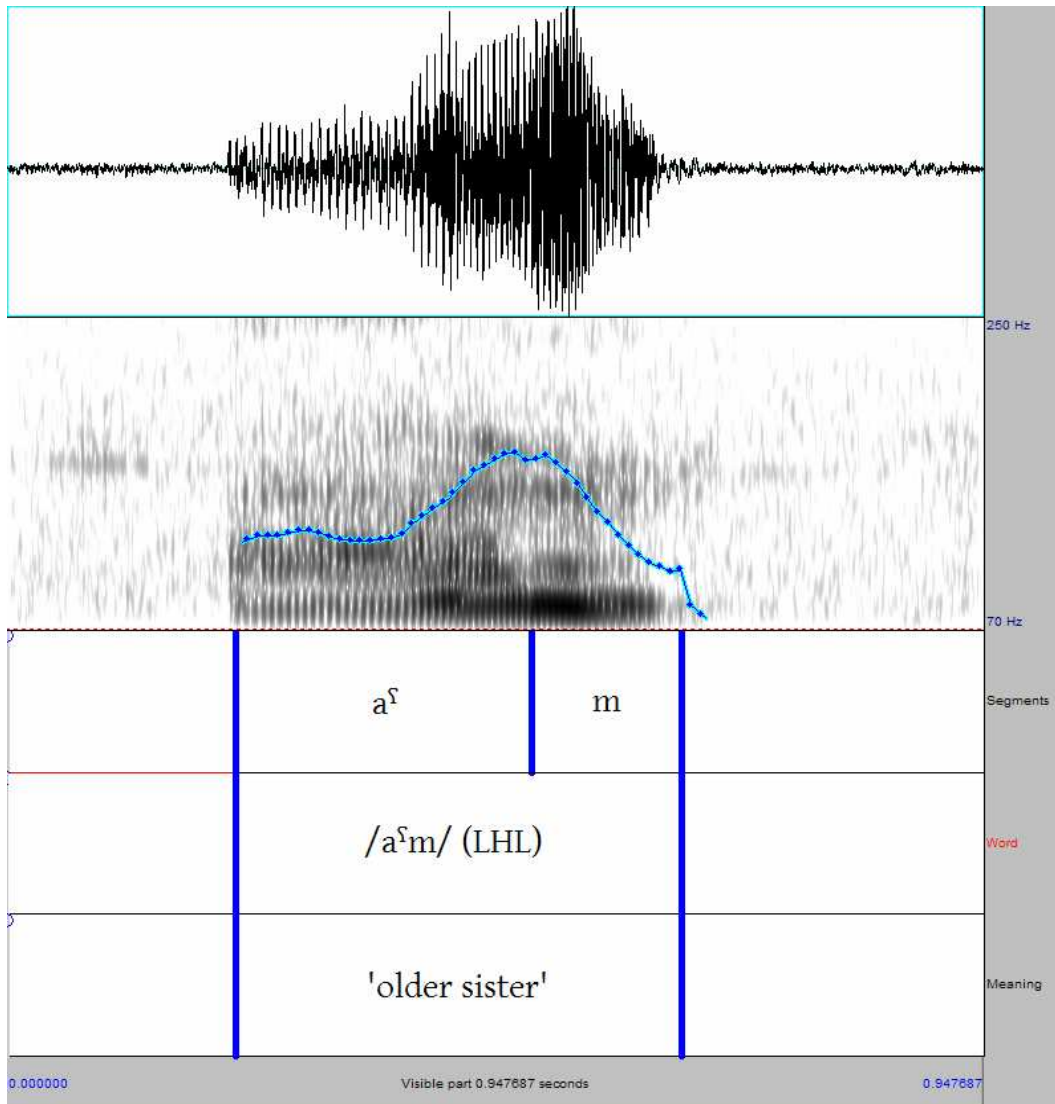 250 Hz
70 Hz
aˤ
m
Segments
/aˤm/ (LHL)
Word
'older sister'
Meaning
0.000000
Visible part 0.947687 seconds
0.947687